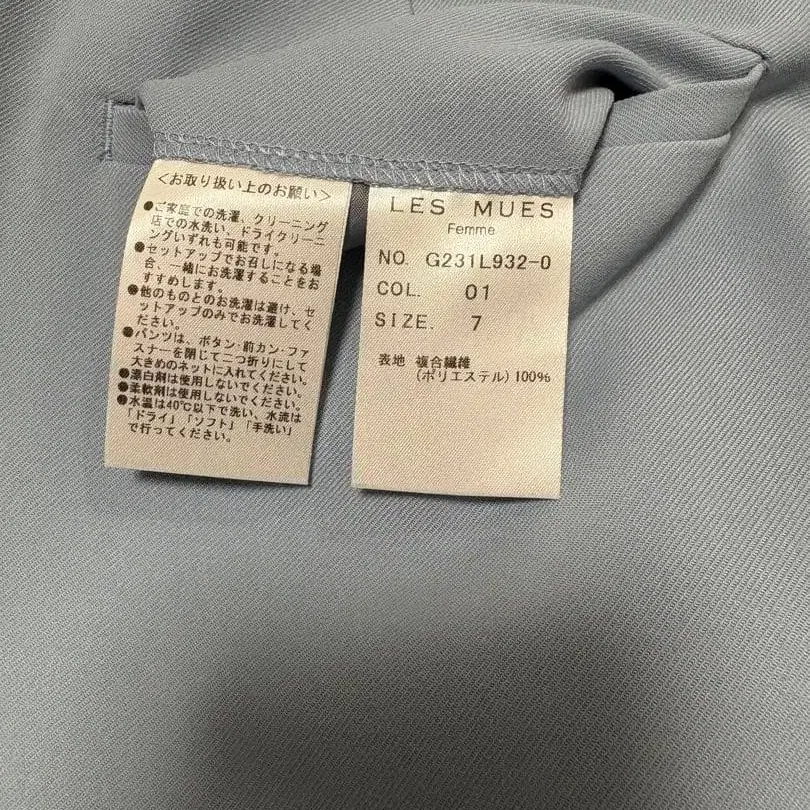 <お取り扱い上のお願い>
●ご家庭での洗濯、クリーニング
店での水洗い、ドライクリーニ
ングいずれも可能です。
●セットアップでお召しになる場
合、一緒にお洗濯することをお
すすめします。
●他のものとのお洗濯は避け、セ
ットアップのみでお洗濯してく
ださい。
●パンツは、ボタン・前カン・ファ
スナーを閉じて二つ折りにして
大きめのネットに入れてください。
●漂白剤は使用しないでください。
●柔軟剤は使用しないでください。
●水温は40℃以下で洗い、水流は
「ドライ」「ソフト」「手洗い」
で行ってください。
LES MUES
Femme
NO. G231L932-0
COL. 01
SIZE. 7
表地 複合繊維
(ポリエステル) 100%